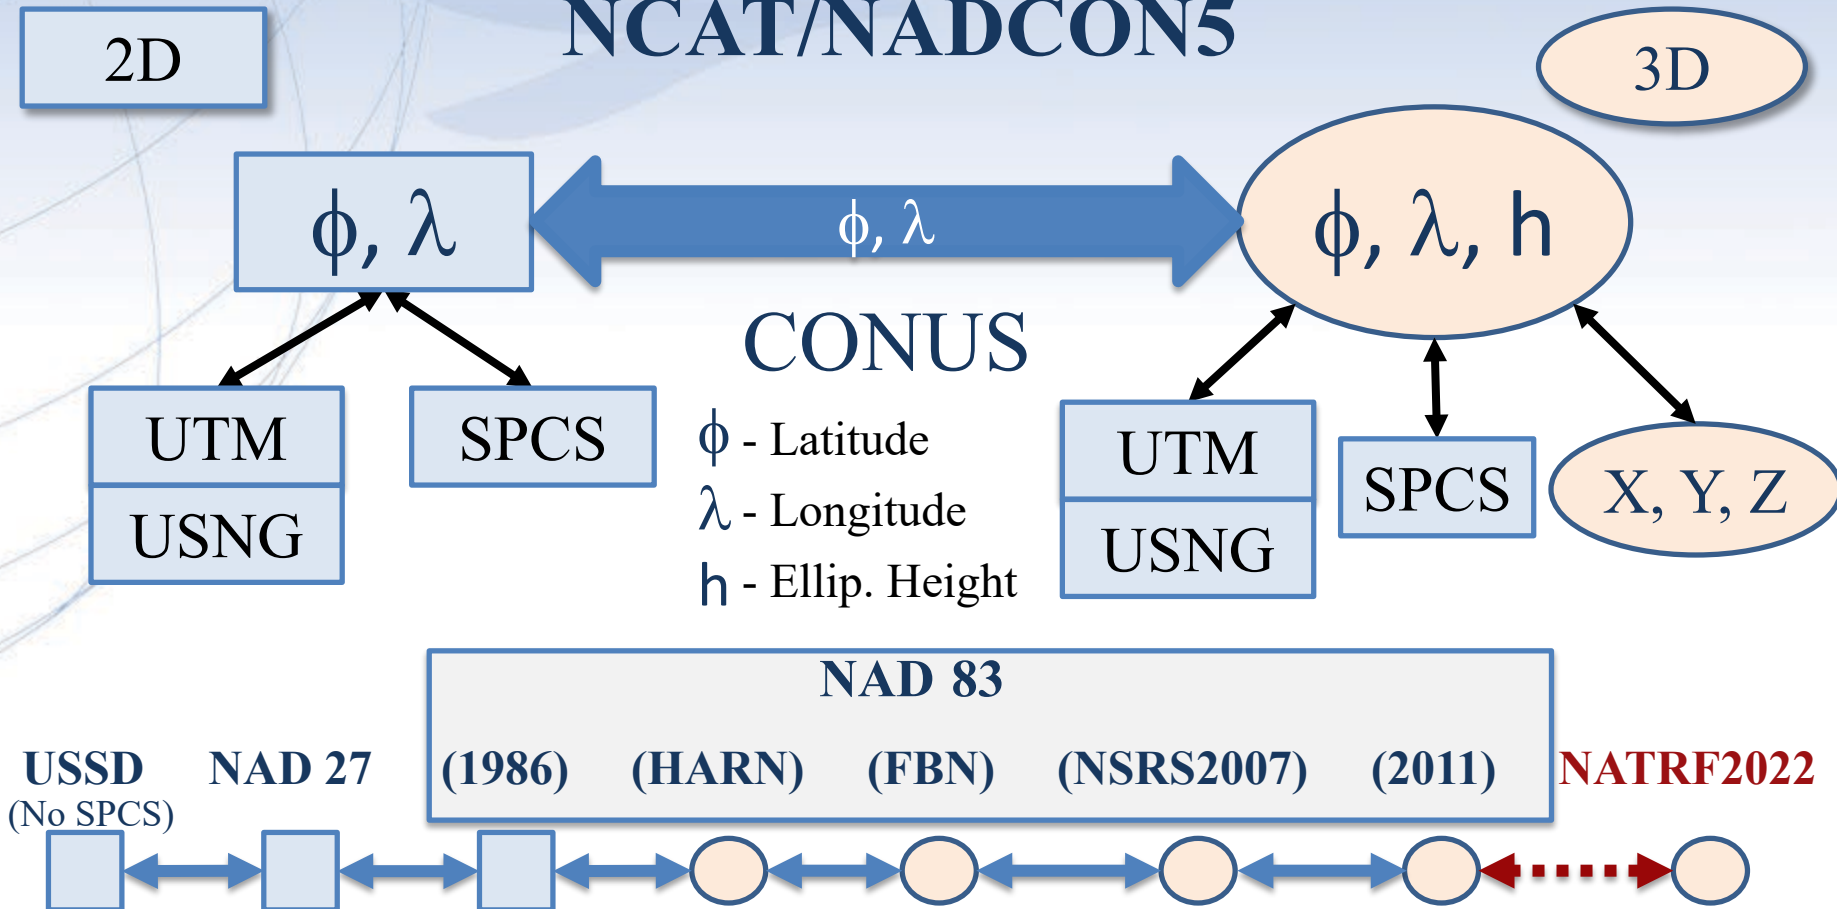 NCAT/NADCON5
2D
3D
ϕ, λ
ϕ, λ
ϕ, λ, h
CONUS
UTM
USNG
SPCS
ϕ - Latitude
λ - Longitude
h - Ellip. Height
UTM
USNG
SPCS
X, Y, Z
NAD 83
USSD
(No SPCS)
NAD 27
(1986)
(HARN)
(FBN)
(NSRS2007)
(2011)
NATRF2022